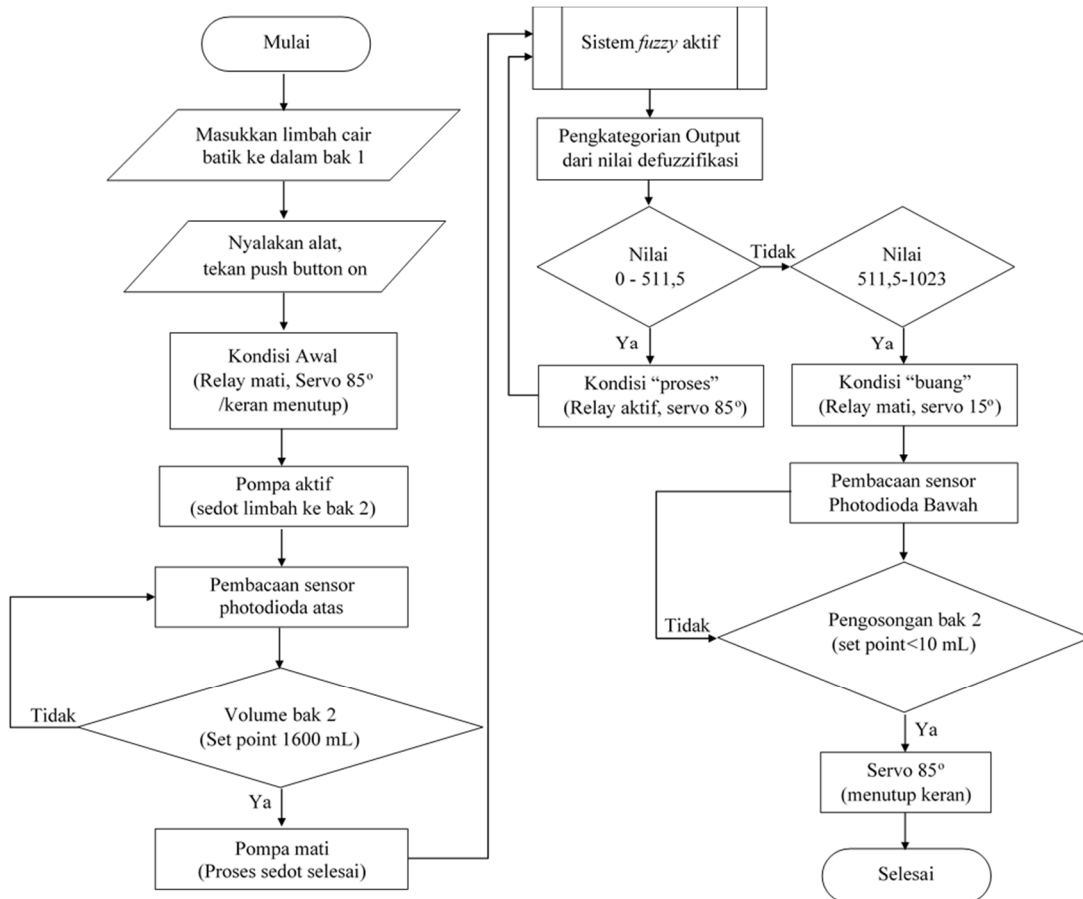 Mulai
Masukkan limbah cair
batik ke dalam bak 1
Nyalakan alat,
tekan push button on
Kondisi Awal
(Relay mati, Servo 85º
/keran menutup)
Pompa aktif
(sedot limbah ke bak 2)
Pembacaan sensor
photodioda atas
Tidak
Volume bak 2
(Set point 1600 mL)
Ya
Pompa mati
(Proses sedot selesai)
Sistem fuzzy aktif
Pengkategorian Output
dari nilai defuzzifikasi
Nilai
0 - 511,5
Tidak
Nilai
511,5-1023
Ya
Kondisi “proses”
(Relay aktif, servo 85º)
Ya
Kondisi “buang”
(Relay mati, servo 15º)
Pembacaan sensor
Photodioda Bawah
Tidak
Pengosongan bak 2
(set point<10 mL)
Ya
Servo 85º
(menutup keran)
Selesai